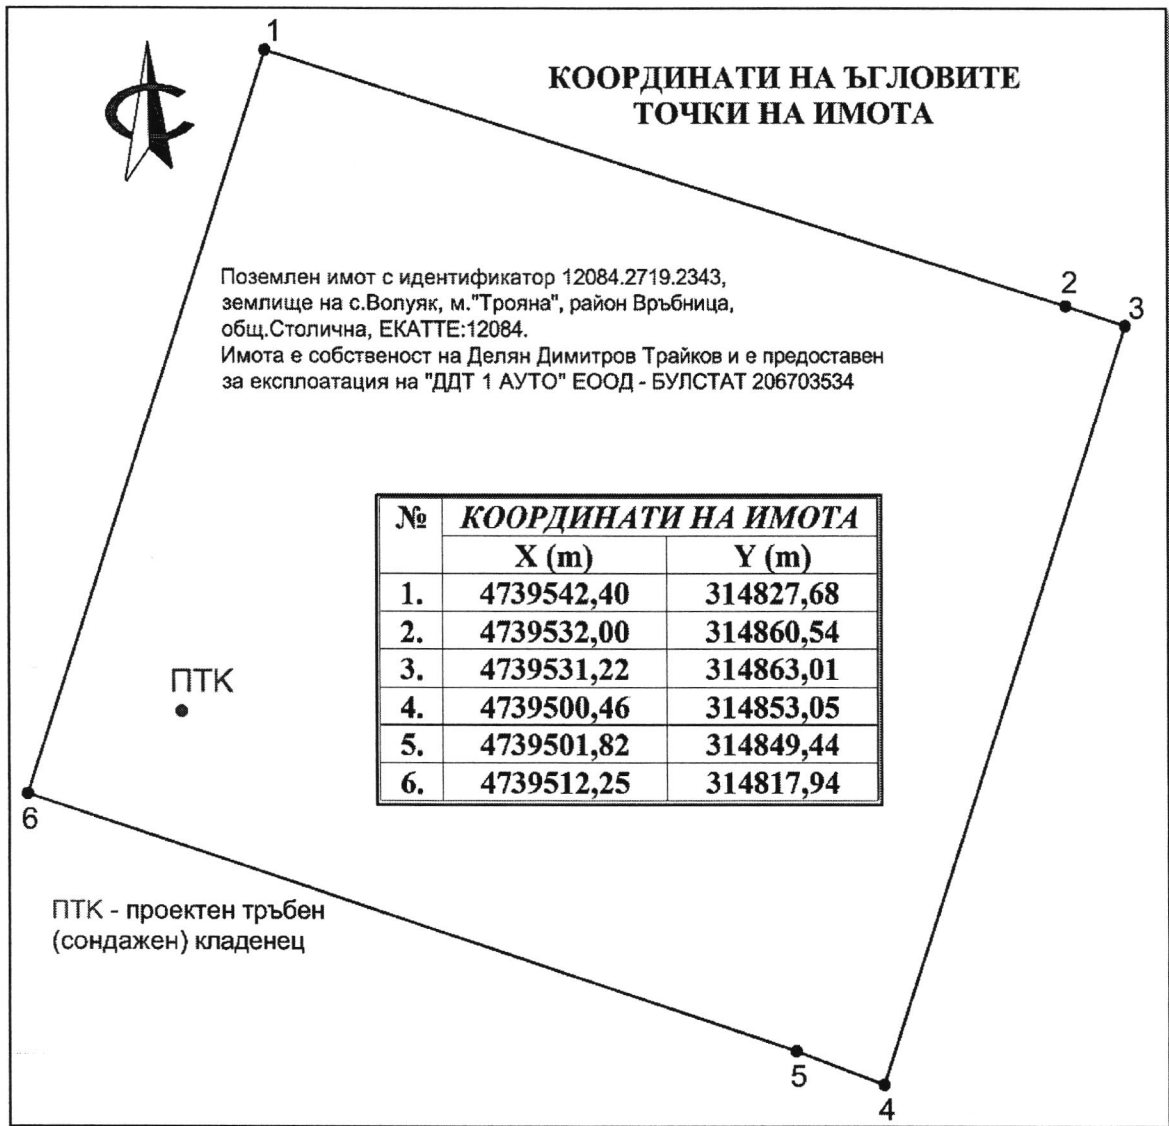 1
КООРДИНАТИ НА ЪГЛОВИТЕ
ТОЧКИ НА ИМОТА
С
Поземлен имот с идентификатор 12084.2719.2343,
землище на с.Волуяк, м."Трояна", район Връбница,
общ.Столична, ЕКАТТЕ:12084.
Имота е собственост на Делян Димитров Трайков и е предоставен
за експлоатация на "ДДТ 1 АУТО" ЕООД - БУЛСТАТ 206703534
2
3
№ КООРДИНАТИ НА ИМОТА
X (m) Y (m)
1. 4739542,40 314827,68
2. 4739532,00 314860,54
3. 4739531,22 314863,01
4. 4739500,46 314853,05
5. 4739501,82 314849,44
6. 4739512,25 314817,94
ПТК
6
ПТК - проектен тръбен
(сондажен) кладенец
5
4